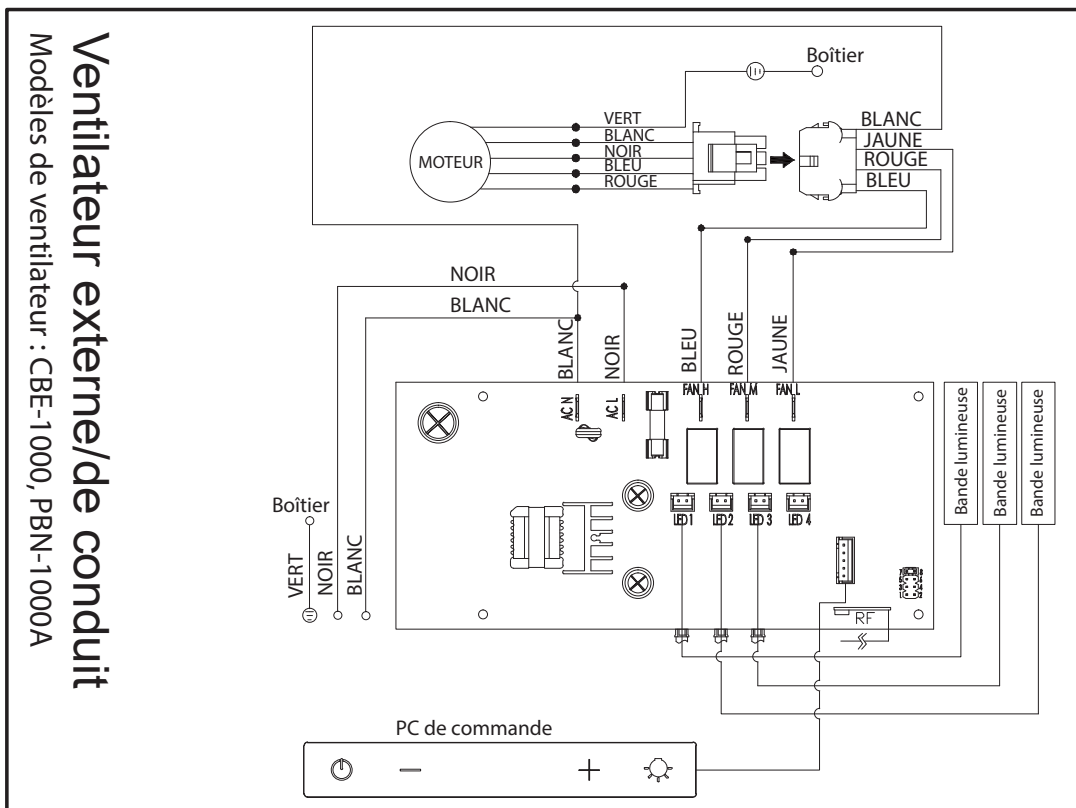 Ventilateur externe/de conduit
Modèles de ventilateur : CBE-1000, PBN-1000A
Boîtier
MOTEUR
VERT
BLANC
NOIR
BLEU
ROUGE
BLANC
JAUNE
ROUGE
BLEU
NOIR
BLANC
BLANC
NOIR
BLEU
ROUGE
JAUNE
AC N
AC L
FAN_H
FAN_M
FAN_L
LED1
LED2
LED3
LED4
Bande lumineuse
Bande lumineuse
Bande lumineuse
Boîtier
VERT
NOIR
BLANC
RF
PC de commande